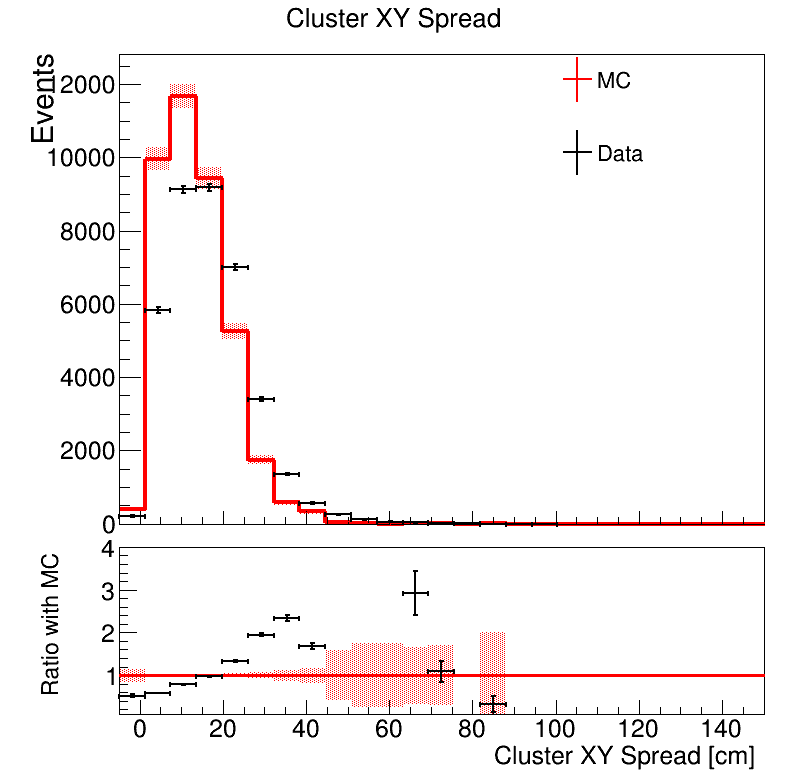 Cluster XY Spread
Events
MC
Data
12000
10000
8000
6000
4000
2000
0
Ratio with MC
4
3
2
1
0 20 40 60 80 100 120 140
Cluster XY Spread [cm]